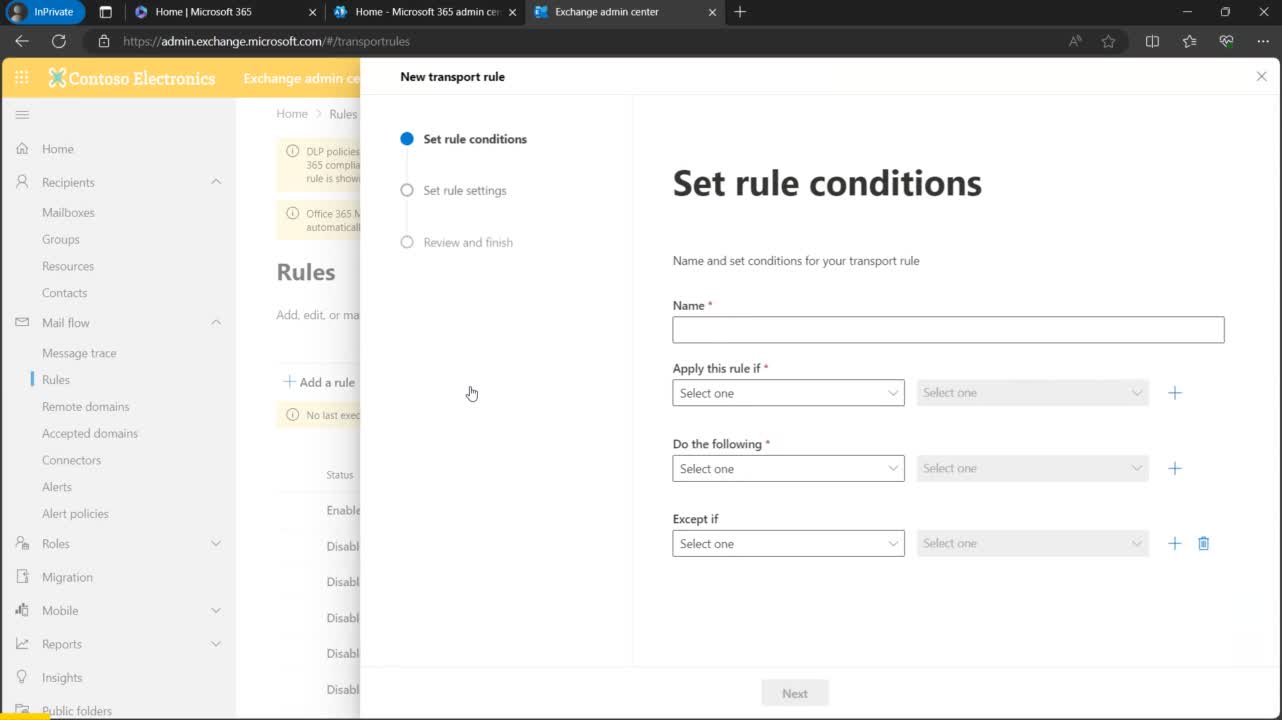 InPrivate
Home | Microsoft 365
Home - Microsoft 365 admin cen
Exchange admin center
https://admin.exchange.microsoft.com/#/transportrules
Contoso Electronics
Exchange admin ce
Home
Recipients
Mailboxes
Groups
Resources
Contacts
Mail flow
Message trace
Rules
Remote domains
Accepted domains
Connectors
Alerts
Alert policies
Roles
Migration
Mobile
Reports
Insights
Public folders
Home > Rules
DLP policies
365 complia
rule is show
Office 365 M
automaticall
Rules
Add, edit, or ma
+ Add a rule
No last exec
Status
Enable
Disabl
Disabl
Disabl
Disabl
Disabl
New transport rule
Set rule conditions
Set rule settings
Review and finish
Set rule conditions
Name and set conditions for your transport rule
Name *
Apply this rule if *
Select one Select one
Do the following *
Select one Select one
Except if
Select one Select one
Next